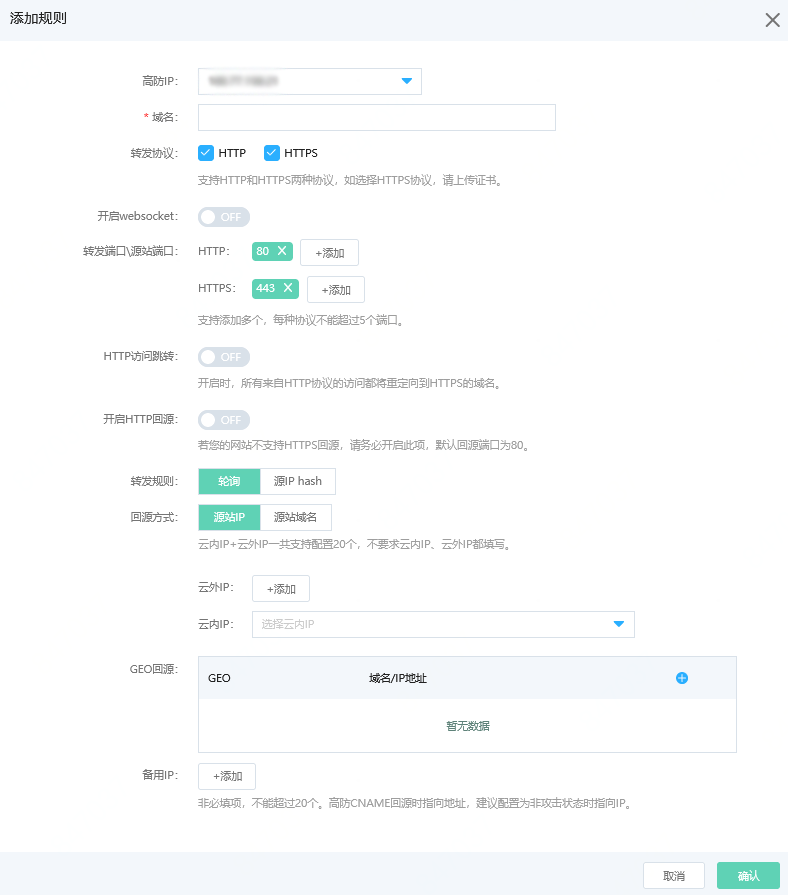 添加规则
高防IP:
* 域名:
转发协议: HTTP HTTPS
支持HTTP和HTTPS两种协议，如选择HTTPS协议，请上传证书。
开启websocket: OFF
转发端口\源站端口: HTTP: 80 X +添加
HTTPS: 443 X +添加
支持添加多个，每种协议不能超过5个端口。
HTTP访问跳转: OFF
开启时，所有来自HTTP协议的访问都将重定向到HTTPS的域名。
开启HTTP回源: OFF
若您的网站不支持HTTPS回源，请务必开启此项，默认回源端口为80。
转发规则: 轮询 源IP hash
回源方式: 源站IP 源站域名
云内IP+云外IP一共支持配置20个，不要求云内IP、云外IP都填写。
云外IP: +添加
云内IP: 选择云内IP
GEO回源: GEO 域名/IP地址
暂无数据
备用IP: +添加
非必填项，不能超过20个。高防CNAME回源时指向地址，建议配置为非攻击状态时指向IP。
取消 确认